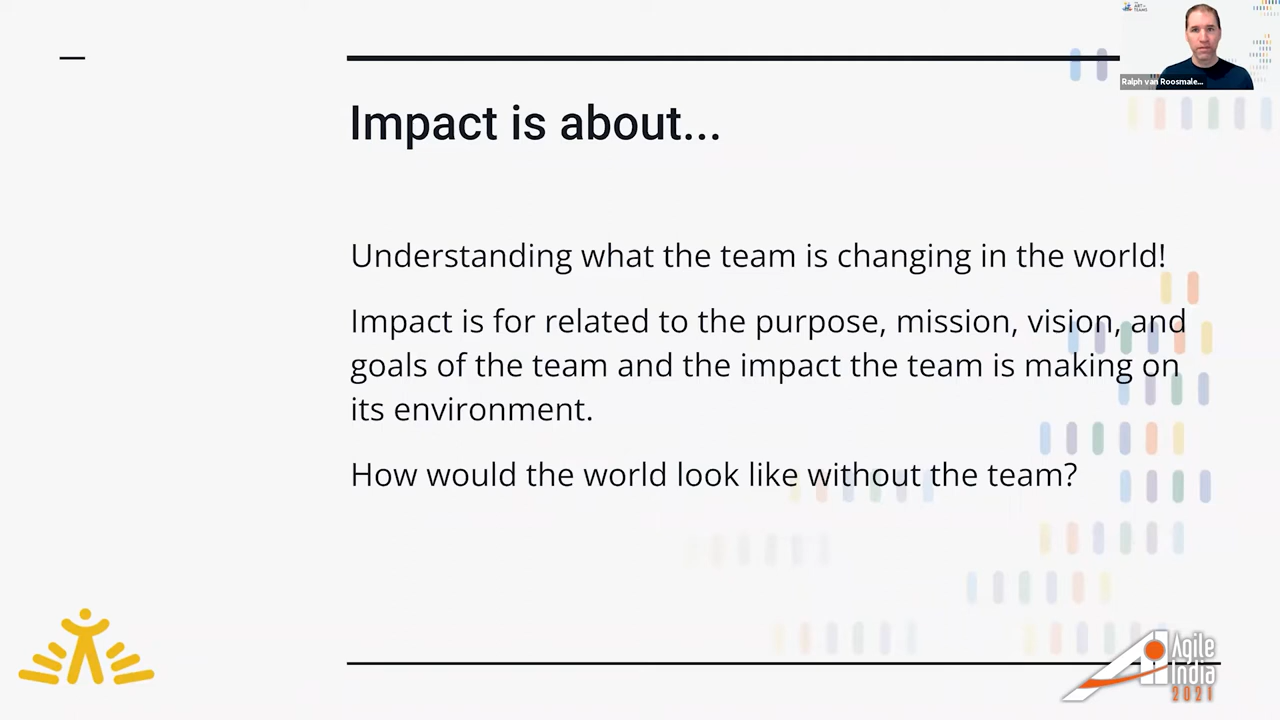 ART
TEAMS
Ralph van Roosmale...
Impact is about...
Understanding what the team is changing in the world!
Impact is for related to the purpose, mission, vision, and
goals of the team and the impact the team is making on
its environment.
How would the world look like without the team?
Agile
India
2021